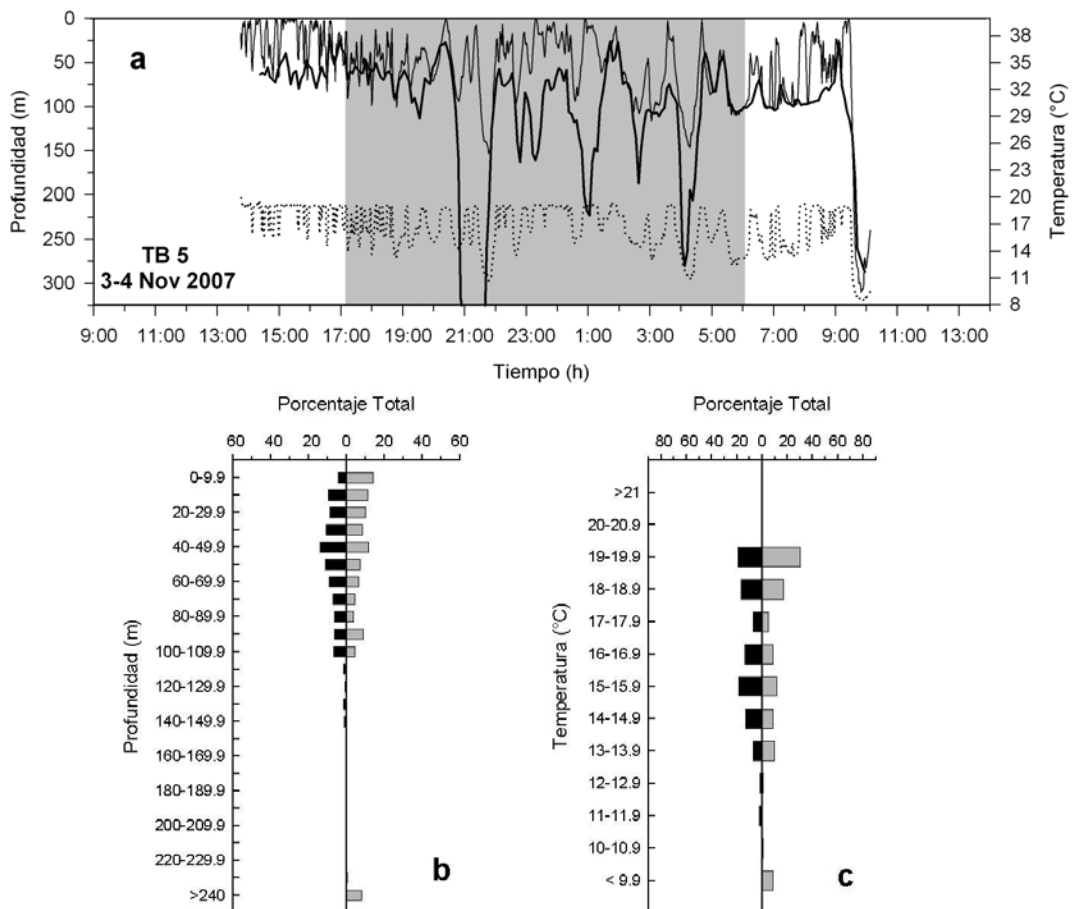 a
Profundidad (m)
0
50
100
150
200
250
300
TB 5
3-4 Nov 2007
38
35
32
29
26
23
20
17
14
11
8
Temperatura (°C)
9:00 11:00 13:00 15:00 17:00 19:00 21:00 23:00 1:00 3:00 5:00 7:00 9:00 11:00 13:00
Tiempo (h)
Porcentaje Total
60 40 20 0 20 40 60
Profundidad (m)
0-9.9
20-29.9
40-49.9
60-69.9
80-89.9
100-109.9
120-129.9
140-149.9
160-169.9
180-189.9
200-209.9
220-229.9
>240
b
Porcentaje Total
80 60 40 20 0 20 40 60 80
Temperatura (°C)
>21
20-20.9
19-19.9
18-18.9
17-17.9
16-16.9
15-15.9
14-14.9
13-13.9
12-12.9
11-11.9
10-10.9
< 9.9
c